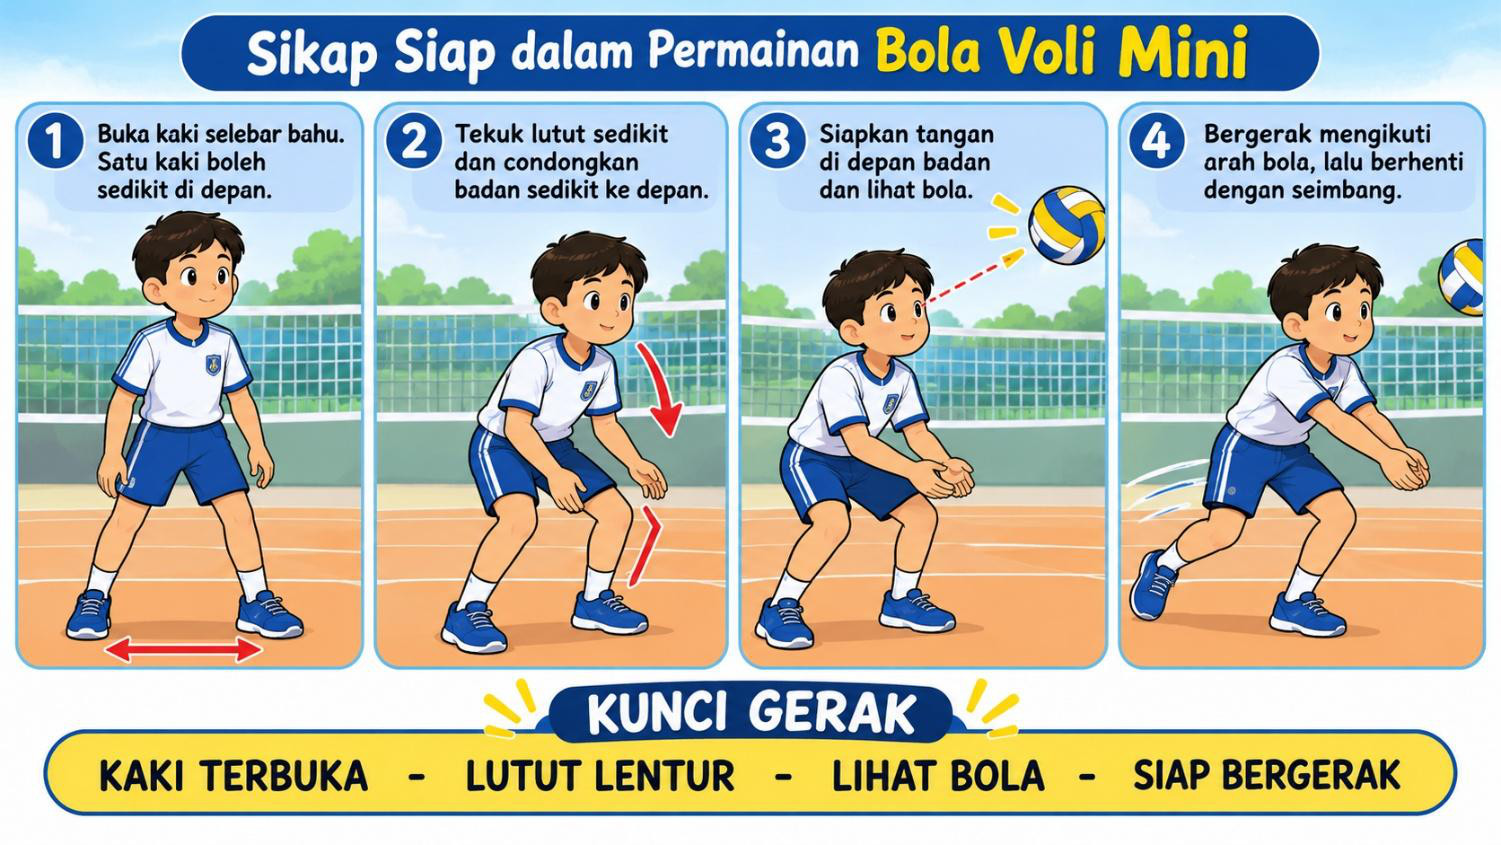 Sikap Siap dalam Permainan Bola Voli Mini
1
Buka kaki selebar bahu.
Satu kaki boleh
sedikit di depan.
2
Tekuk lutut sedikit
dan condongkan
badan sedikit ke depan.
3
Siapkan tangan
di depan badan
dan lihat bola.
4
Bergerak mengikuti
arah bola, lalu berhenti
dengan seimbang.
KUNCI GERAK
KAKI TERBUKA - LUTUT LENTUR - LIHAT BOLA - SIAP BERGERAK